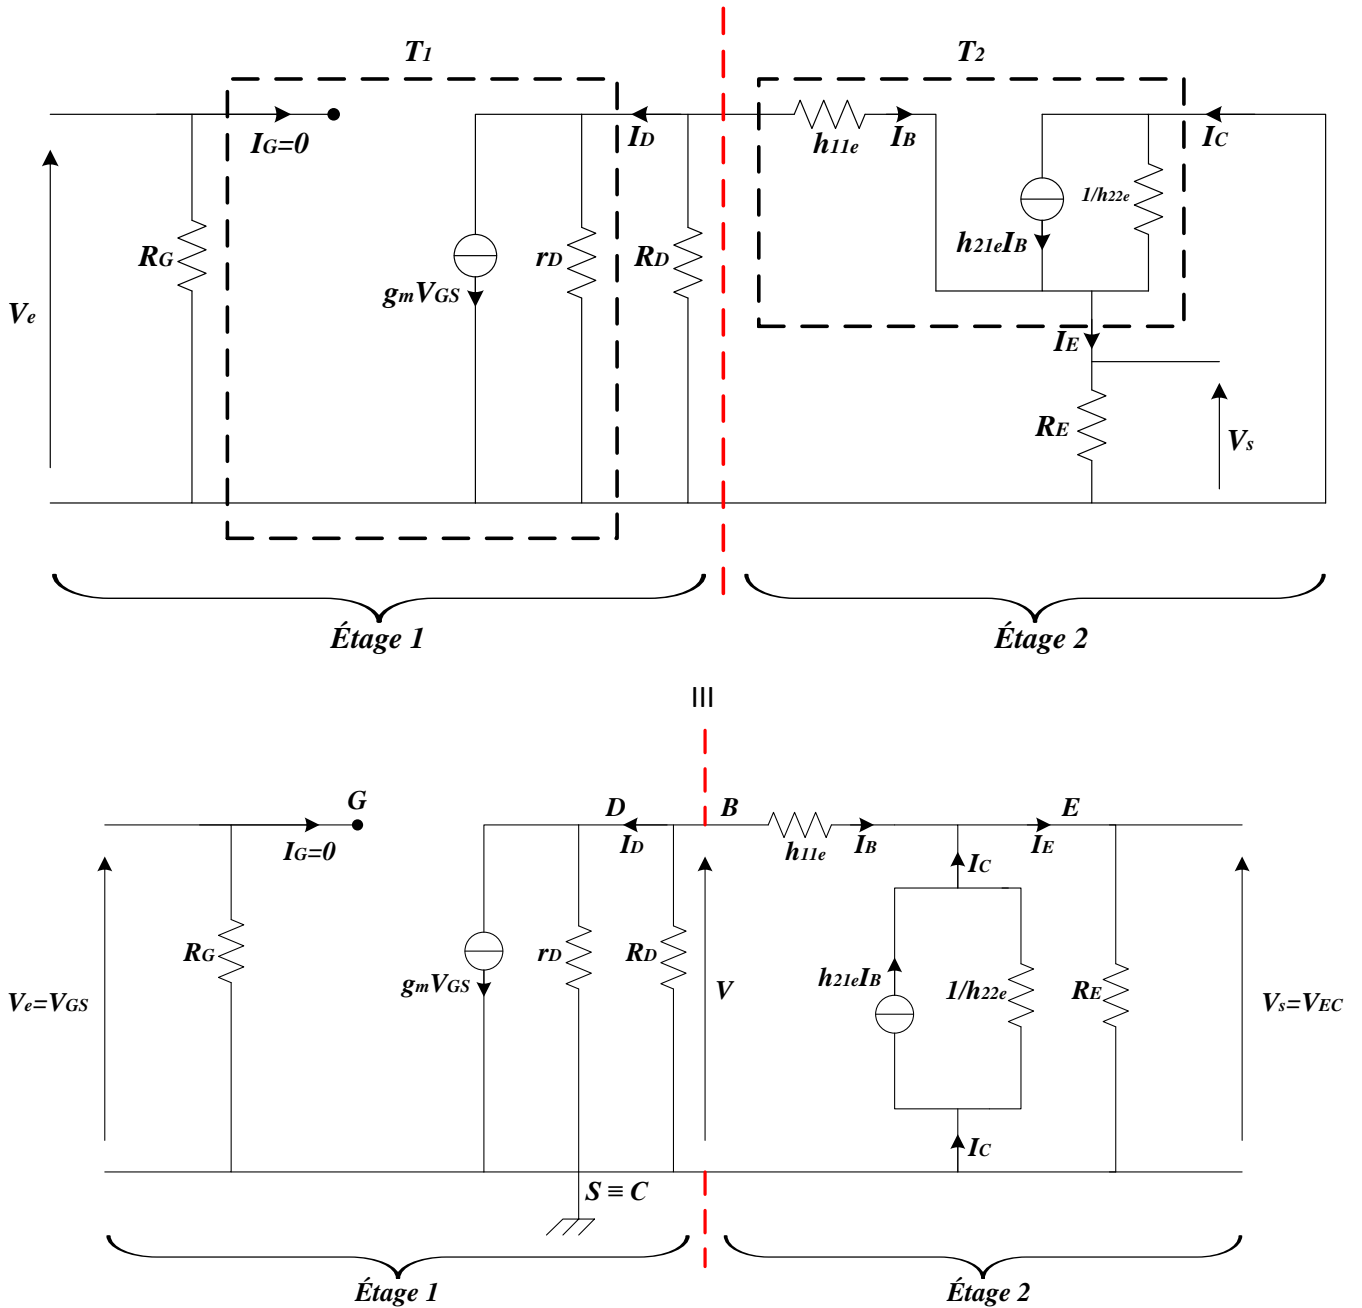 T1
T2
IG=0
ID
h11e
IB
IC
1/h22e
RG
gmVGS
rD
RD
h21eIB
Ve
IE
RE
Vs
Étage 1
Étage 2
≡
G
D
B
E
IG=0
ID
h11e
IB
IE
IC
RG
gmVGS
rD
RD
V
h21eIB
1/h22e
RE
Ve=VGS
Vs=VEC
IC
S ≡ C
Étage 1
Étage 2